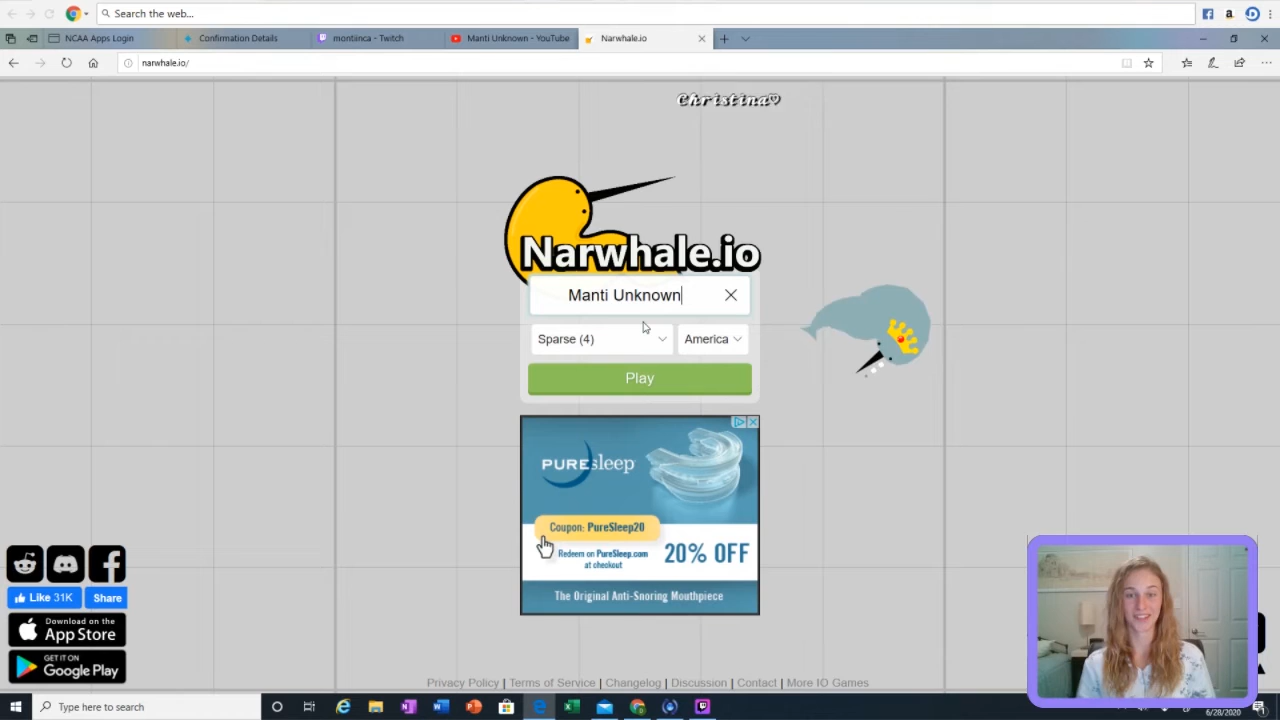 Search the web...
NCAA Apps Login
Confirmation Details
montiinca - Twitch
Manti Unknown - YouTube
Narwhale.io
narwhale.io/
Christina♡
Narwhale.io
Manti Unknown
Sparse (4)
America
Play
PUREsleep
Coupon: PureSleep20
Redeem on PureSleep.com
at checkout
20% OFF
The Original Anti-Snoring Mouthpiece
Like 31K
Share
Download on the
App Store
GET IT ON
Google Play
Privacy Policy | Terms of Service | Changelog | Discussion | Contact | More IO Games
Type here to search
6/28/2020